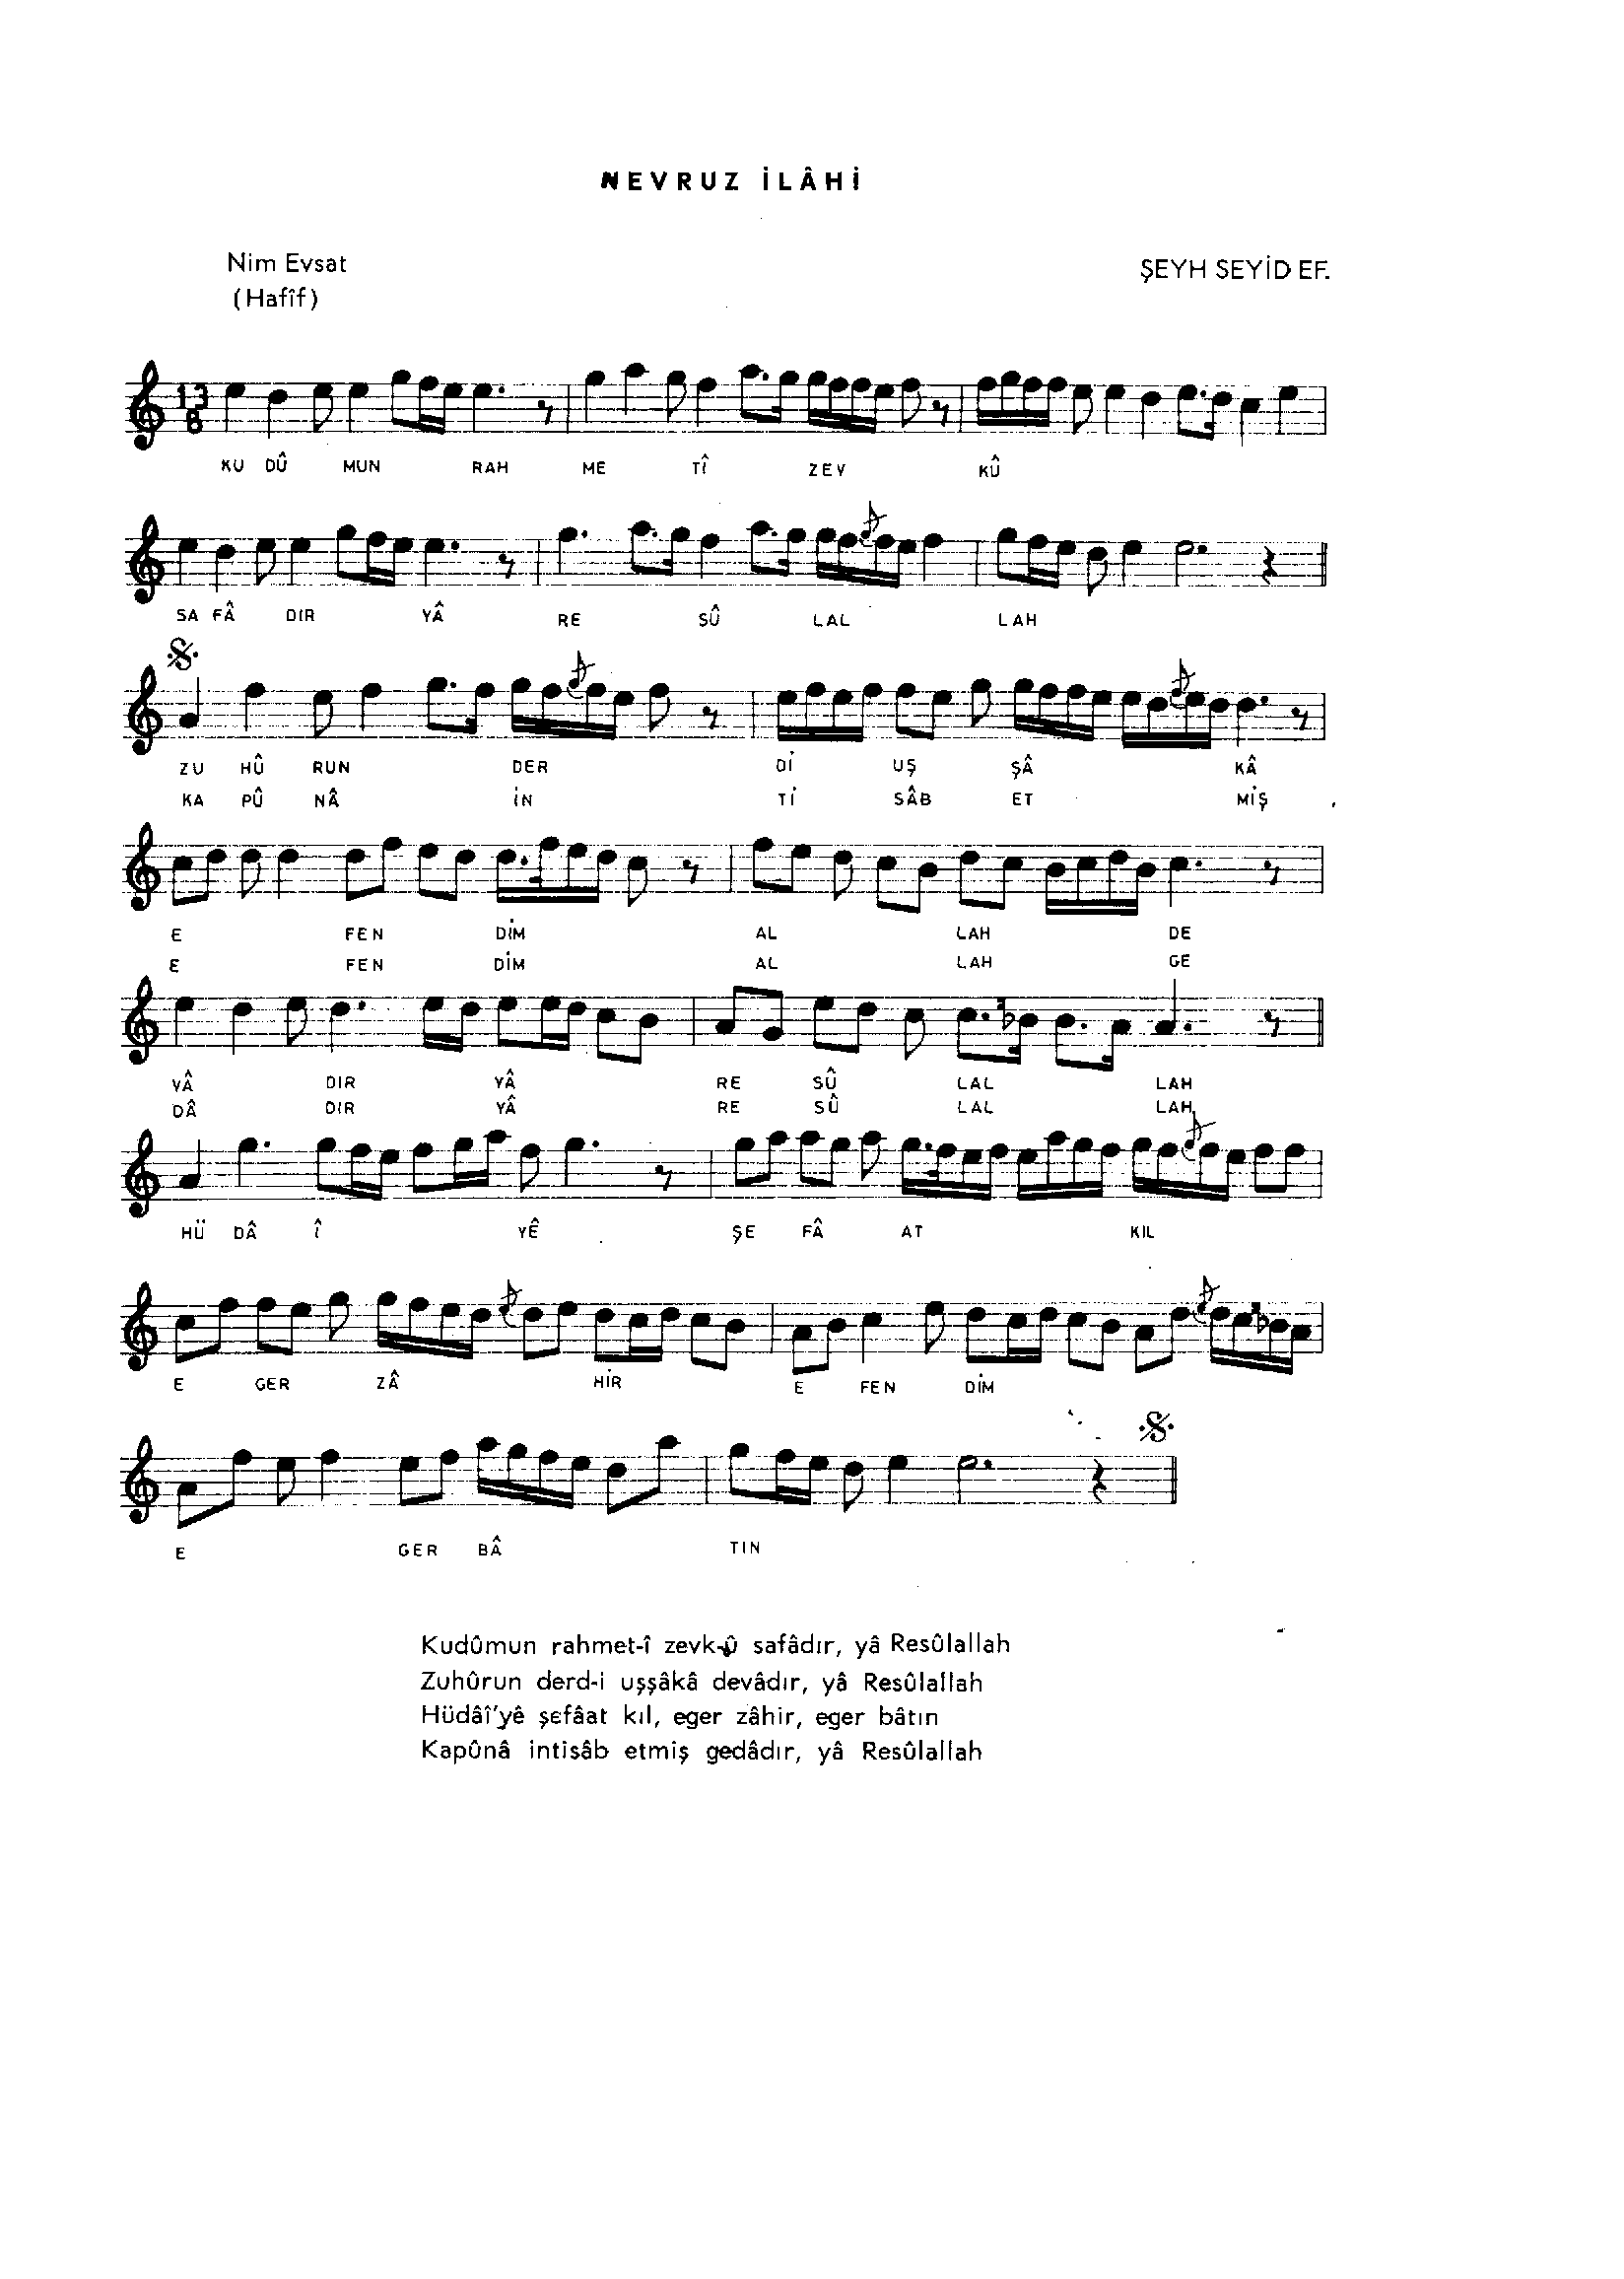 NEVRUZ İLÂHİ
Nim Evsat
(Hafîf)
ŞEYH SEYİD EF.
13
8
KU DÛ MUN RAH ME TÎ ZEV KÛ
SA FÂ DIR YÂ RE SÛ LAL LAH
ZU HÛ RUN DER Dİ UŞ ŞÂ KÂ
KA PÛ NÂ İN Tİ SÂB ET MİŞ
E FEN DİM AL LAH DE
E FEN DİM AL LAH GE
VÂ DIR YÂ RE SÛ LAL LAH
DÂ DIR YÂ RE SÛ LAL LAH
HÜ DÂ Î YÊ ŞE FÂ AT KIL
E GER ZÂ HİR E FEN DİM
E GER BÂ TIN
Kudûmun rahmet-î zevk-û safâdır, yâ Resûlallah
Zuhûrun derd-i uşşâkâ devâdır, yâ Resûlallah
Hüdâî'yê şefâat kıl, eger zâhir, eger bâtın
Kapûnâ intisâb etmiş gedâdır, yâ Resûlallah